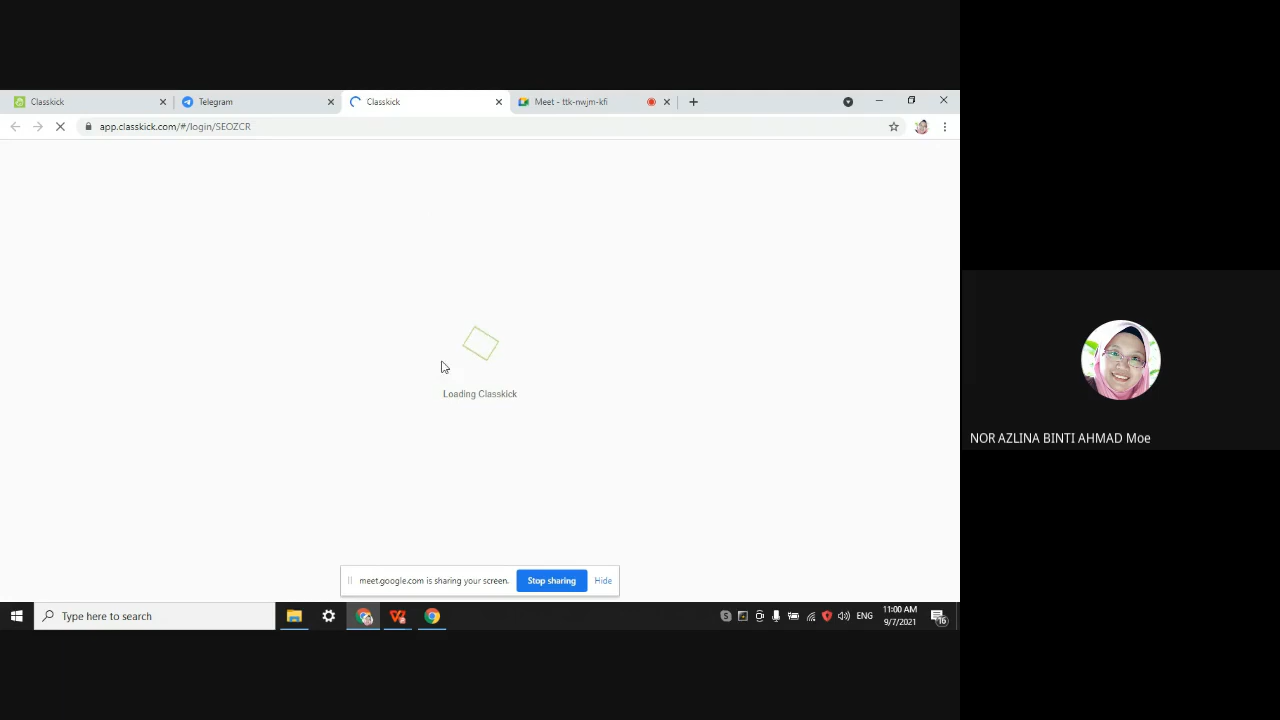 Classkick
Telegram
Classkick
Meet - ttk-nwjm-kfi
app.classkick.com/#/login/SEOZCR
Loading Classkick
NOR AZLINA BINTI AHMAD Moe
meet.google.com is sharing your screen.
Stop sharing
Hide
Type here to search
ENG
11:00 AM
9/7/2021
16